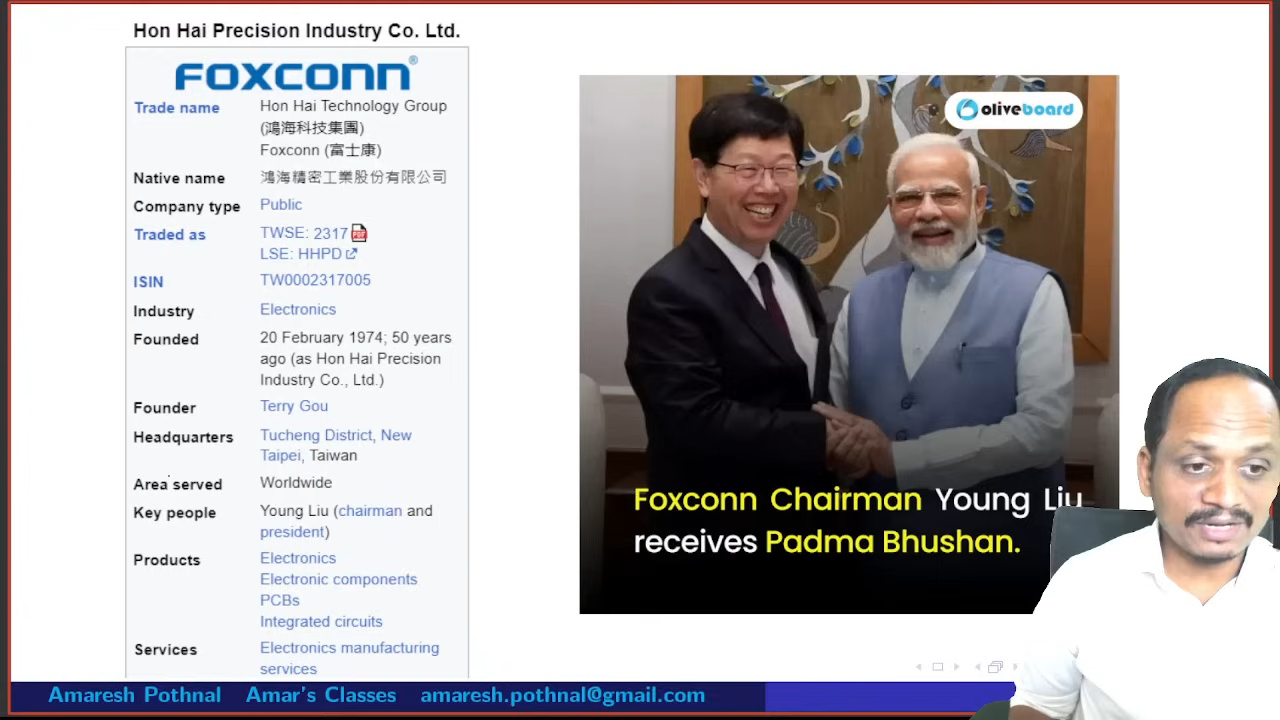 Hon Hai Precision Industry Co. Ltd.
FOXCONN®
Trade name Hon Hai Technology Group
(鴻海科技集團)
Foxconn (富士康)
Native name 鴻海精密工業股份有限公司
Company type Public
Traded as TWSE: 2317 PDF
LSE: HHPD
ISIN TW0002317005
Industry Electronics
Founded 20 February 1974; 50 years
ago (as Hon Hai Precision
Industry Co., Ltd.)
Founder Terry Gou
Headquarters Tucheng District, New
Taipei, Taiwan
Area served Worldwide
Key people Young Liu (chairman and
president)
Products Electronics
Electronic components
PCBs
Integrated circuits
Services Electronics manufacturing
services
oliveboard
Foxconn Chairman Young Liu
receives Padma Bhushan.
Amaresh Pothnal Amar's Classes amaresh.pothnal@gmail.com